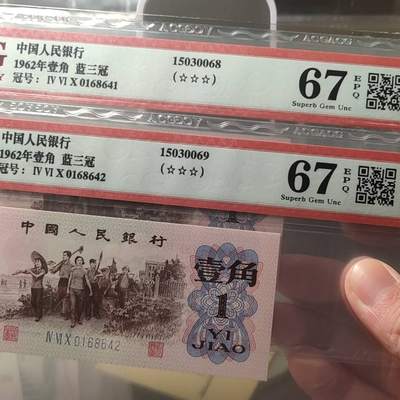 G
中国人民银行
1962年壹角 蓝三冠
冠号： IV VI X 0168641
15030068
(☆☆☆)
67
EPQ
Superb Gem Unc
中国人民银行
1962年壹角 蓝三冠
冠号： IV VI X 0168642
15030069
(☆☆☆)
67
EPQ
Superb Gem Unc
中國人民銀行
壹角
1
YI
JIAO
IV VI X 0168642